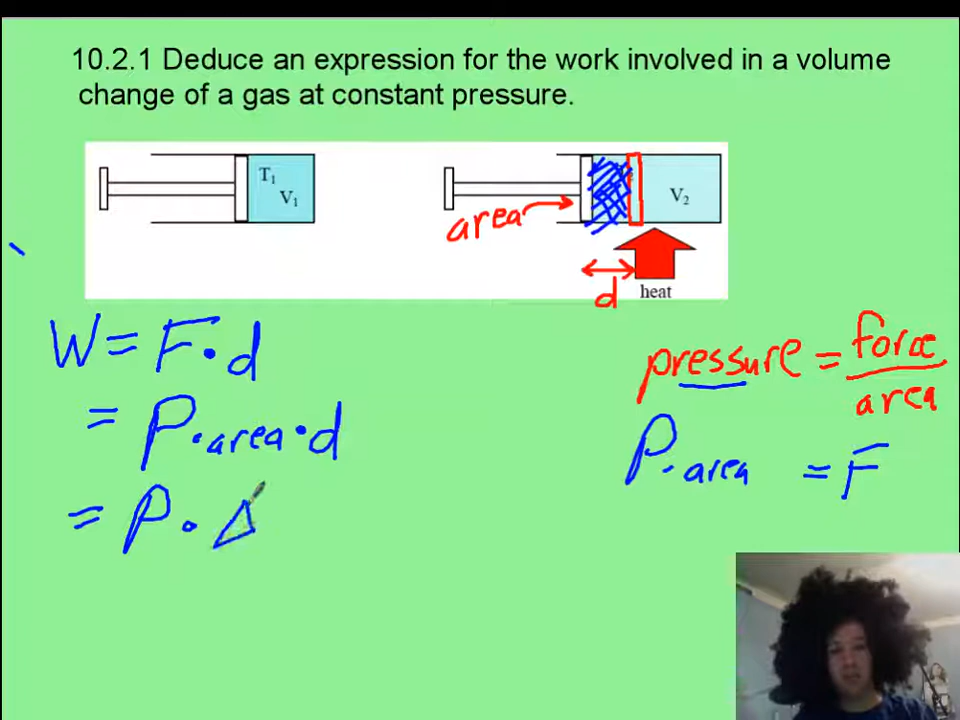 10.2.1 Deduce an expression for the work involved in a volume
change of a gas at constant pressure.
T₁
V₁
V₂
area
d
heat
W = F · d
= P · area · d
= P · Δ
pressure = force / area
P · area = F